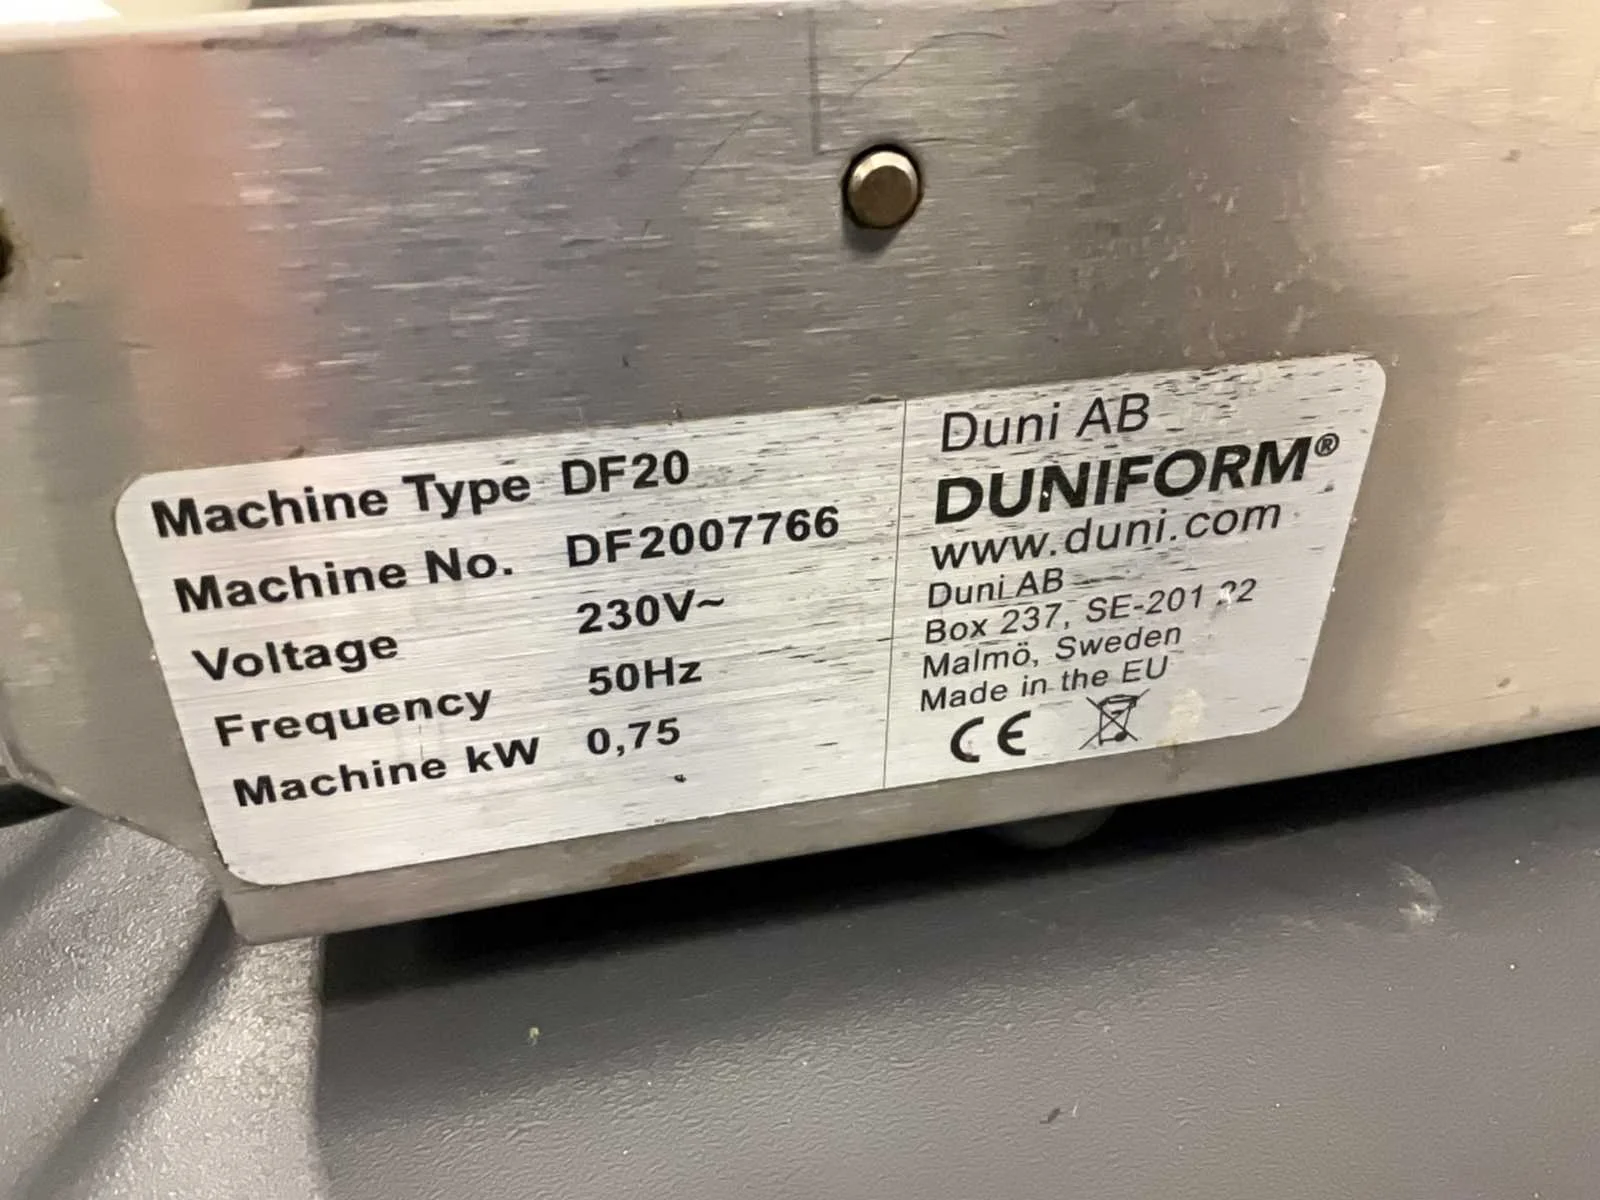 Machine Type DF20
Machine No. DF2007766
Voltage 230V~
Frequency 50Hz
Machine kW 0,75
Duni AB
DUNIFORM®
www.duni.com
Duni AB
Box 237, SE-201
Malmö, Sweden
Made in the EU
CE